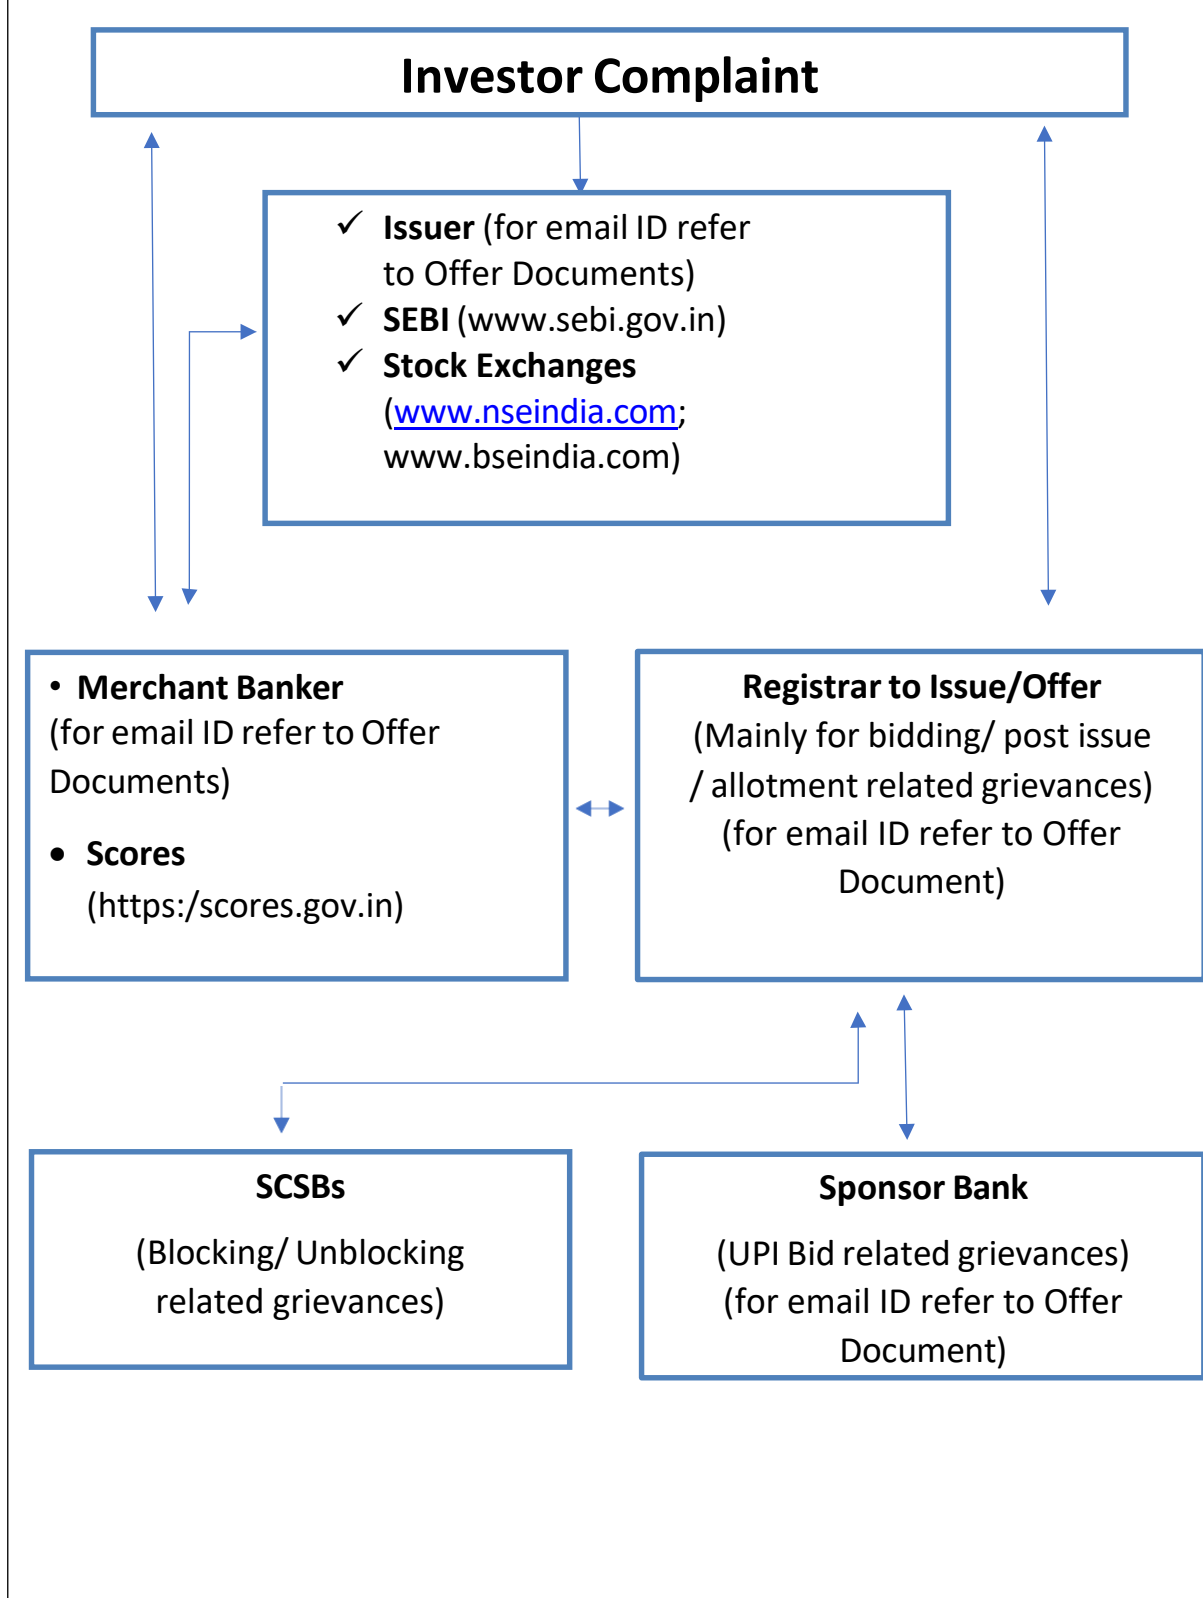 Investor Complaint
✓ Issuer (for email ID refer
to Offer Documents)
✓ SEBI (www.sebi.gov.in)
✓ Stock Exchanges
(www.nseindia.com;
www.bseindia.com)
• Merchant Banker
(for email ID refer to Offer
Documents)
• Scores
(https:/scores.gov.in)
Registrar to Issue/Offer
(Mainly for bidding/ post issue
/ allotment related grievances)
(for email ID refer to Offer
Document)
SCSBs
(Blocking/ Unblocking
related grievances)
Sponsor Bank
(UPI Bid related grievances)
(for email ID refer to Offer
Document)